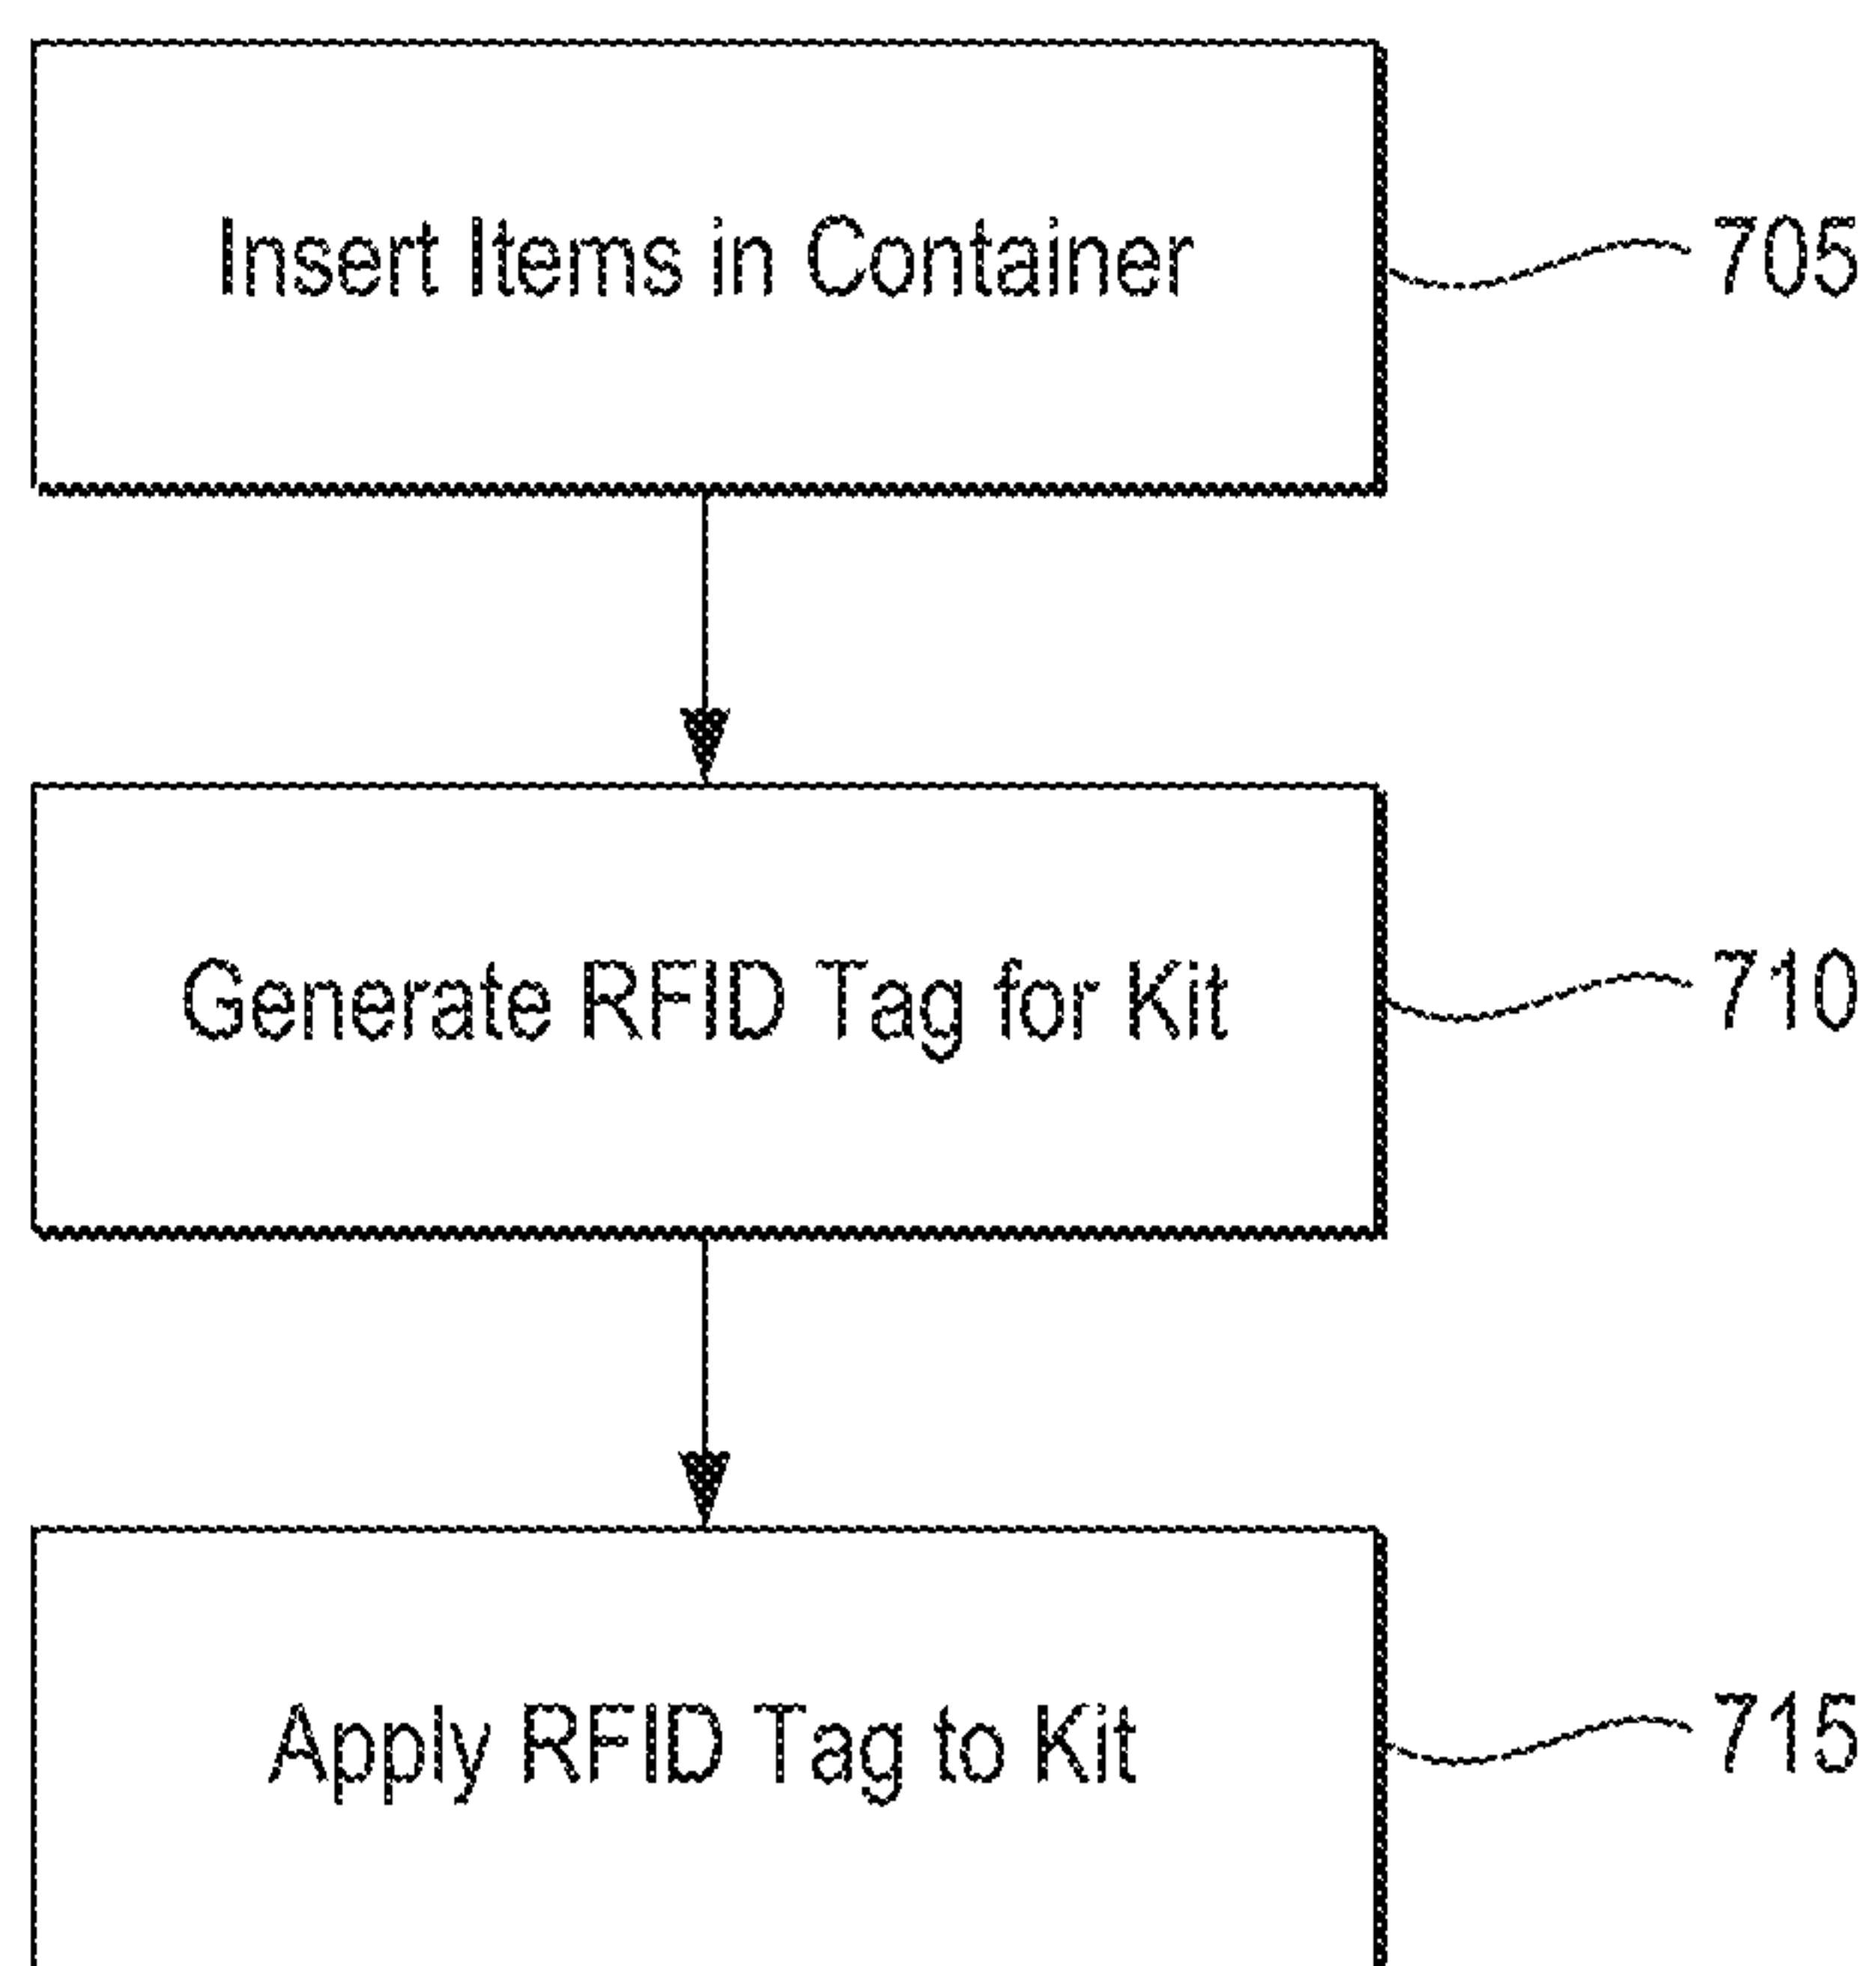 Insert Items in Container
705
Generate RFID Tag for Kit
710
Apply RFID Tag to Kit
715